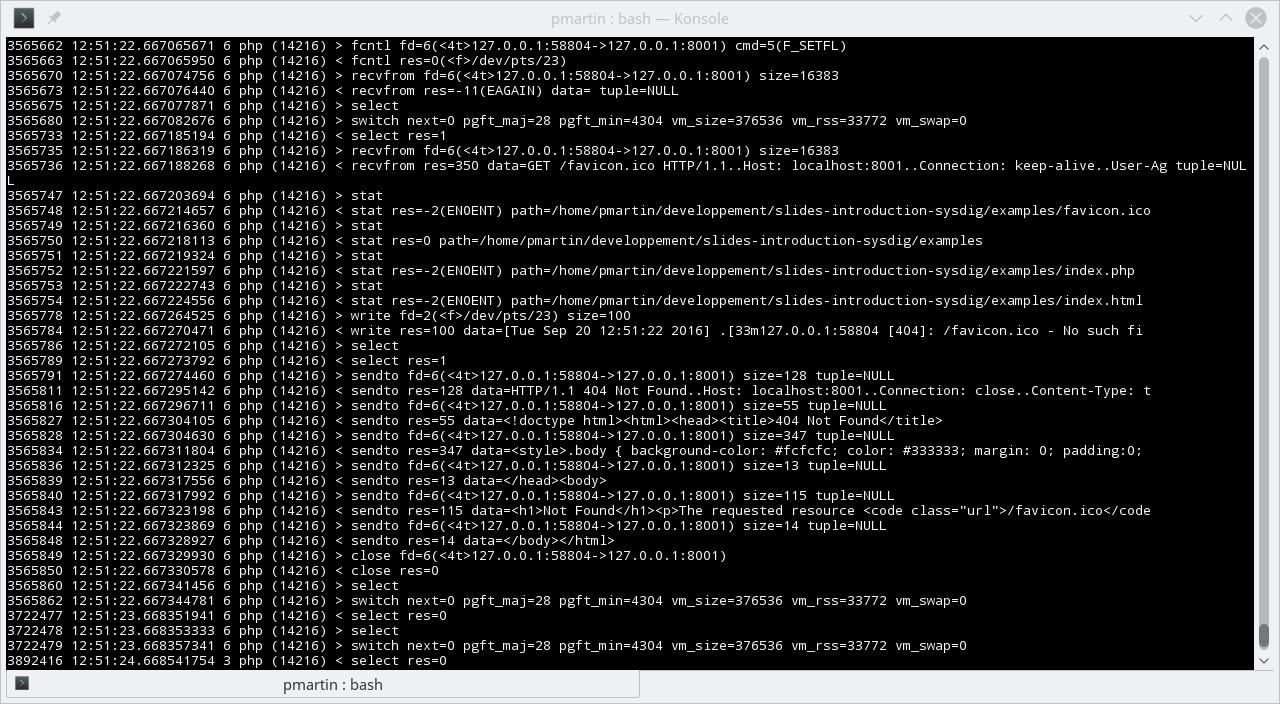 pmartin : bash — Konsole
3565662 12:51:22.667065671 6 php (14216) > fcntl fd=6(<4t>127.0.0.1:58804->127.0.0.1:8001) cmd=5(F_SETFL)
3565663 12:51:22.667065950 6 php (14216) < fcntl res=0(<f>/dev/pts/23)
3565670 12:51:22.667074756 6 php (14216) > recvfrom fd=6(<4t>127.0.0.1:58804->127.0.0.1:8001) size=16383
3565673 12:51:22.667076440 6 php (14216) < recvfrom res=-11(EAGAIN) data= tuple=NULL
3565675 12:51:22.667077871 6 php (14216) > select
3565680 12:51:22.667082676 6 php (14216) > switch next=0 pgft_maj=28 pgft_min=4304 vm_size=376536 vm_rss=33772 vm_swap=0
3565733 12:51:22.667185194 6 php (14216) < select res=1
3565735 12:51:22.667186319 6 php (14216) > recvfrom fd=6(<4t>127.0.0.1:58804->127.0.0.1:8001) size=16383
3565736 12:51:22.667188268 6 php (14216) < recvfrom res=350 data=GET /favicon.ico HTTP/1.1..Host: localhost:8001..Connection: keep-alive..User-Ag tuple=NUL
L
3565747 12:51:22.667203694 6 php (14216) > stat
3565748 12:51:22.667214657 6 php (14216) < stat res=-2(ENOENT) path=/home/pmartin/developpement/slides-introduction-sysdig/examples/favicon.ico
3565749 12:51:22.667216360 6 php (14216) > stat
3565750 12:51:22.667218113 6 php (14216) < stat res=0 path=/home/pmartin/developpement/slides-introduction-sysdig/examples
3565751 12:51:22.667219324 6 php (14216) > stat
3565752 12:51:22.667221597 6 php (14216) < stat res=-2(ENOENT) path=/home/pmartin/developpement/slides-introduction-sysdig/examples/index.php
3565753 12:51:22.667222743 6 php (14216) > stat
3565754 12:51:22.667224556 6 php (14216) < stat res=-2(ENOENT) path=/home/pmartin/developpement/slides-introduction-sysdig/examples/index.html
3565778 12:51:22.667264525 6 php (14216) > write fd=2(<f>/dev/pts/23) size=100
3565784 12:51:22.667270471 6 php (14216) < write res=100 data=[Tue Sep 20 12:51:22 2016] .[33m127.0.0.1:58804 [404]: /favicon.ico - No such fi
3565786 12:51:22.667272105 6 php (14216) > select
3565789 12:51:22.667273792 6 php (14216) < select res=1
3565791 12:51:22.667274460 6 php (14216) > sendto fd=6(<4t>127.0.0.1:58804->127.0.0.1:8001) size=128 tuple=NULL
3565811 12:51:22.667295142 6 php (14216) < sendto res=128 data=HTTP/1.1 404 Not Found..Host: localhost:8001..Connection: close..Content-Type: t
3565816 12:51:22.667296711 6 php (14216) > sendto fd=6(<4t>127.0.0.1:58804->127.0.0.1:8001) size=55 tuple=NULL
3565827 12:51:22.667304105 6 php (14216) < sendto res=55 data=<!doctype html><html><head><title>404 Not Found</title>
3565828 12:51:22.667304630 6 php (14216) > sendto fd=6(<4t>127.0.0.1:58804->127.0.0.1:8001) size=347 tuple=NULL
3565834 12:51:22.667311804 6 php (14216) < sendto res=347 data=<style>.body { background-color: #fcfcfc; color: #333333; margin: 0; padding:0;
3565836 12:51:22.667312325 6 php (14216) > sendto fd=6(<4t>127.0.0.1:58804->127.0.0.1:8001) size=13 tuple=NULL
3565839 12:51:22.667317556 6 php (14216) < sendto res=13 data=</head><body>
3565840 12:51:22.667317992 6 php (14216) > sendto fd=6(<4t>127.0.0.1:58804->127.0.0.1:8001) size=115 tuple=NULL
3565843 12:51:22.667323198 6 php (14216) < sendto res=115 data=<h1>Not Found</h1><p>The requested resource <code class="url">/favicon.ico</code
3565844 12:51:22.667323869 6 php (14216) > sendto fd=6(<4t>127.0.0.1:58804->127.0.0.1:8001) size=14 tuple=NULL
3565848 12:51:22.667328927 6 php (14216) < sendto res=14 data=</body></html>
3565849 12:51:22.667329930 6 php (14216) > close fd=6(<4t>127.0.0.1:58804->127.0.0.1:8001)
3565850 12:51:22.667330578 6 php (14216) < close res=0
3565860 12:51:22.667341456 6 php (14216) > select
3565862 12:51:22.667344781 6 php (14216) > switch next=0 pgft_maj=28 pgft_min=4304 vm_size=376536 vm_rss=33772 vm_swap=0
3722477 12:51:23.668351941 6 php (14216) < select res=0
3722478 12:51:23.668353333 6 php (14216) > select
3722479 12:51:23.668357341 6 php (14216) > switch next=0 pgft_maj=28 pgft_min=4304 vm_size=376536 vm_rss=33772 vm_swap=0
3892416 12:51:24.668541754 3 php (14216) < select res=0
pmartin : bash